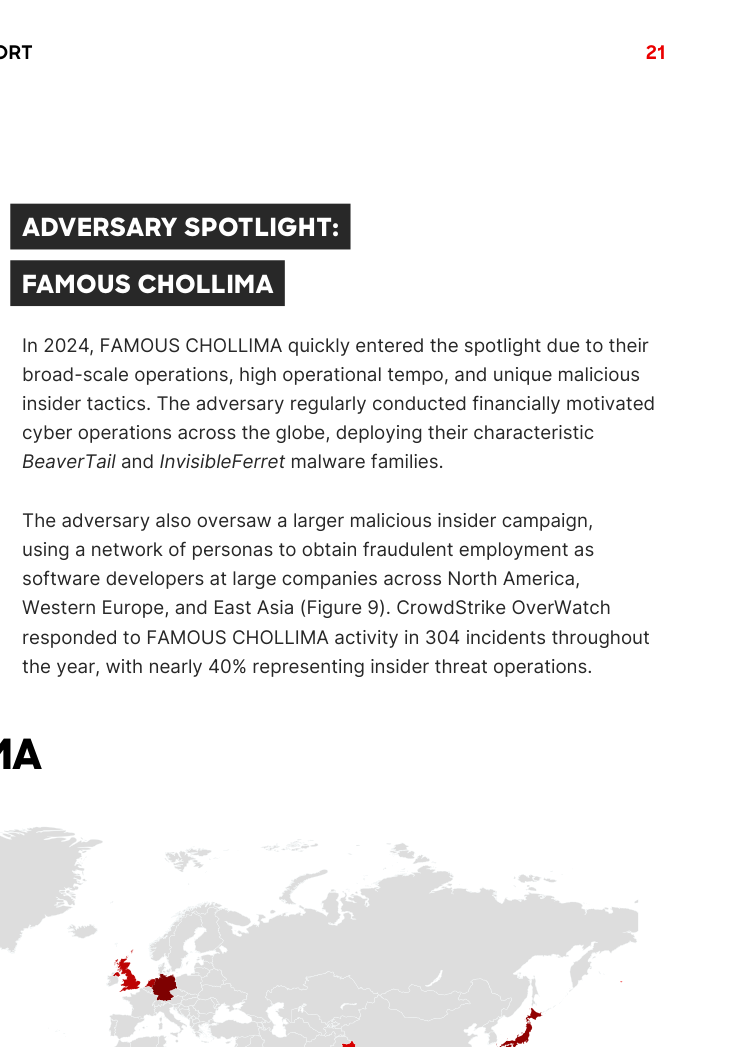 ORT
21
ADVERSARY SPOTLIGHT:
FAMOUS CHOLLIMA
In 2024, FAMOUS CHOLLIMA quickly entered the spotlight due to their
broad-scale operations, high operational tempo, and unique malicious
insider tactics. The adversary regularly conducted financially motivated
cyber operations across the globe, deploying their characteristic
BeaverTail and InvisibleFerret malware families.
The adversary also oversaw a larger malicious insider campaign,
using a network of personas to obtain fraudulent employment as
software developers at large companies across North America,
Western Europe, and East Asia (Figure 9). CrowdStrike OverWatch
responded to FAMOUS CHOLLIMA activity in 304 incidents throughout
the year, with nearly 40% representing insider threat operations.
MA